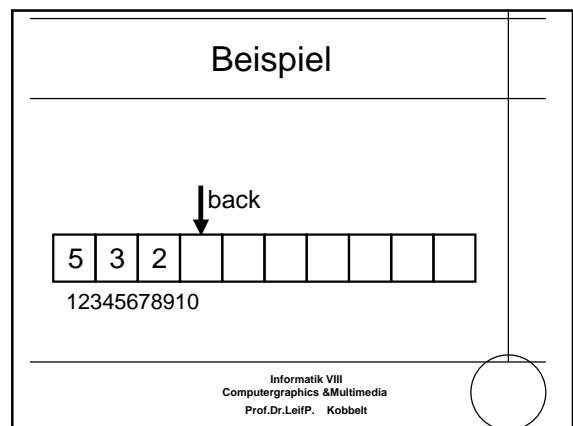 Beispiel
back
5 3 2
12345678910
Informatik VIII
Computergraphics &Multimedia
Prof.Dr.LeifP. Kobbelt